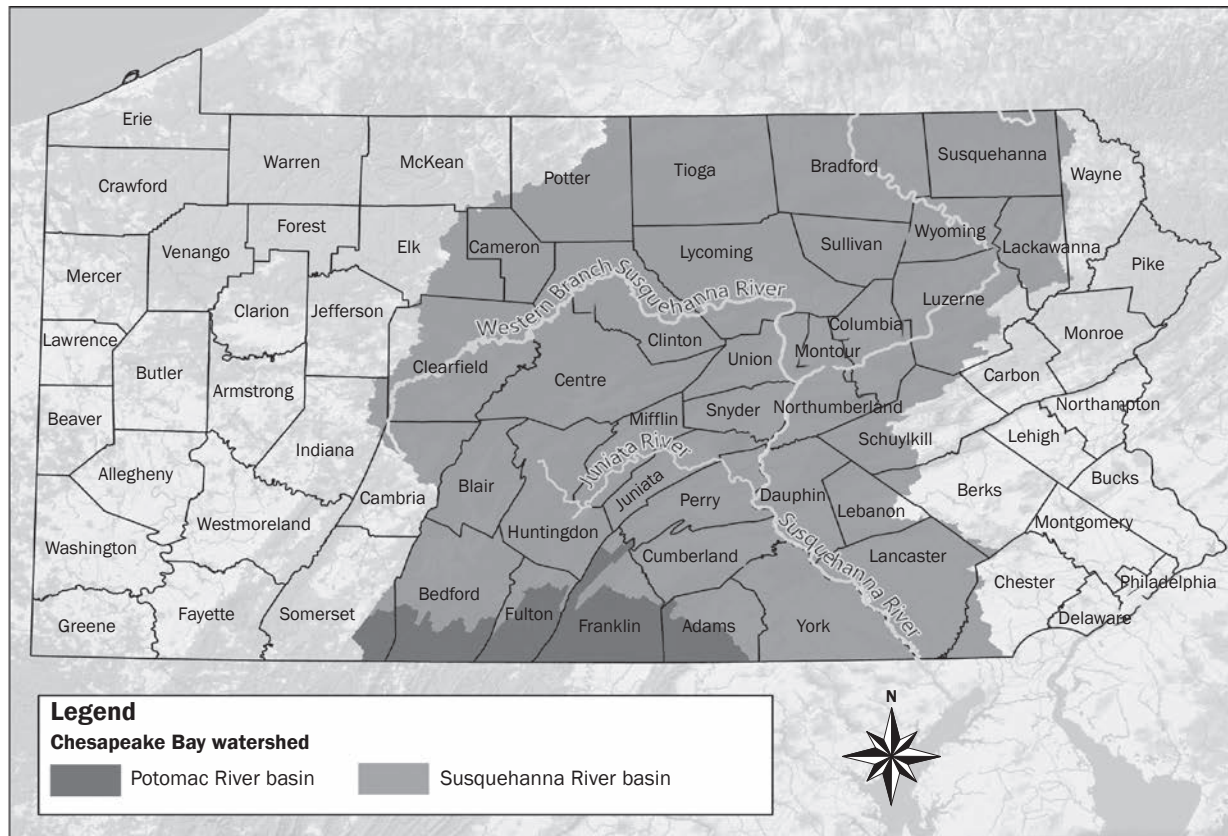 Erie
Warren
McKean
Potter
Tioga
Bradford
Susquehanna
Wayne
Crawford
Forest
Elk
Cameron
Lycoming
Sullivan
Wyoming
Lackawanna
Venango
Mercer
Pike
Clarion
Jefferson
Western Branch Susquehanna River
Luzerne
Lawrence
Butler
Clearfield
Clinton
Columbia
Monroe
Centre
Union
Montour
Carbon
Armstrong
Beaver
Mifflin
Snyder
Northumberland
Northampton
Indiana
Schuylkill
Lehigh
Allegheny
Juniata River
Blair
Juniata
Cambria
Perry
Dauphin
Lebanon
Berks
Bucks
Westmoreland
Huntingdon
Montgomery
Washington
Cumberland
Susquehanna River
Lancaster
Chester
Philadelphia
Bedford
Fulton
Fayette
Somerset
Greene
Franklin
Adams
York
Delaware
Legend
Chesapeake Bay watershed
Potomac River basin
Susquehanna River basin
N